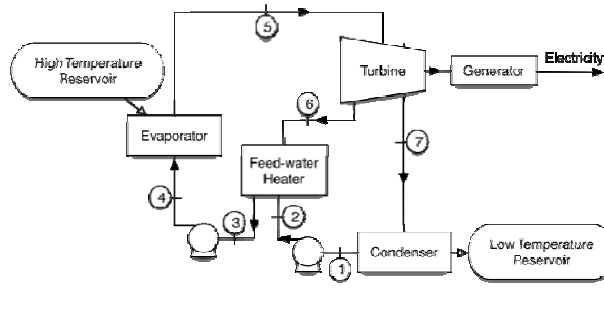 5
High Temperature
Reservoir
Turbine
Generator
Electricity
6
Evaporator
7
Feed-water
Heater
4
3
2
1
Condenser
Low Temperature
Reservoir